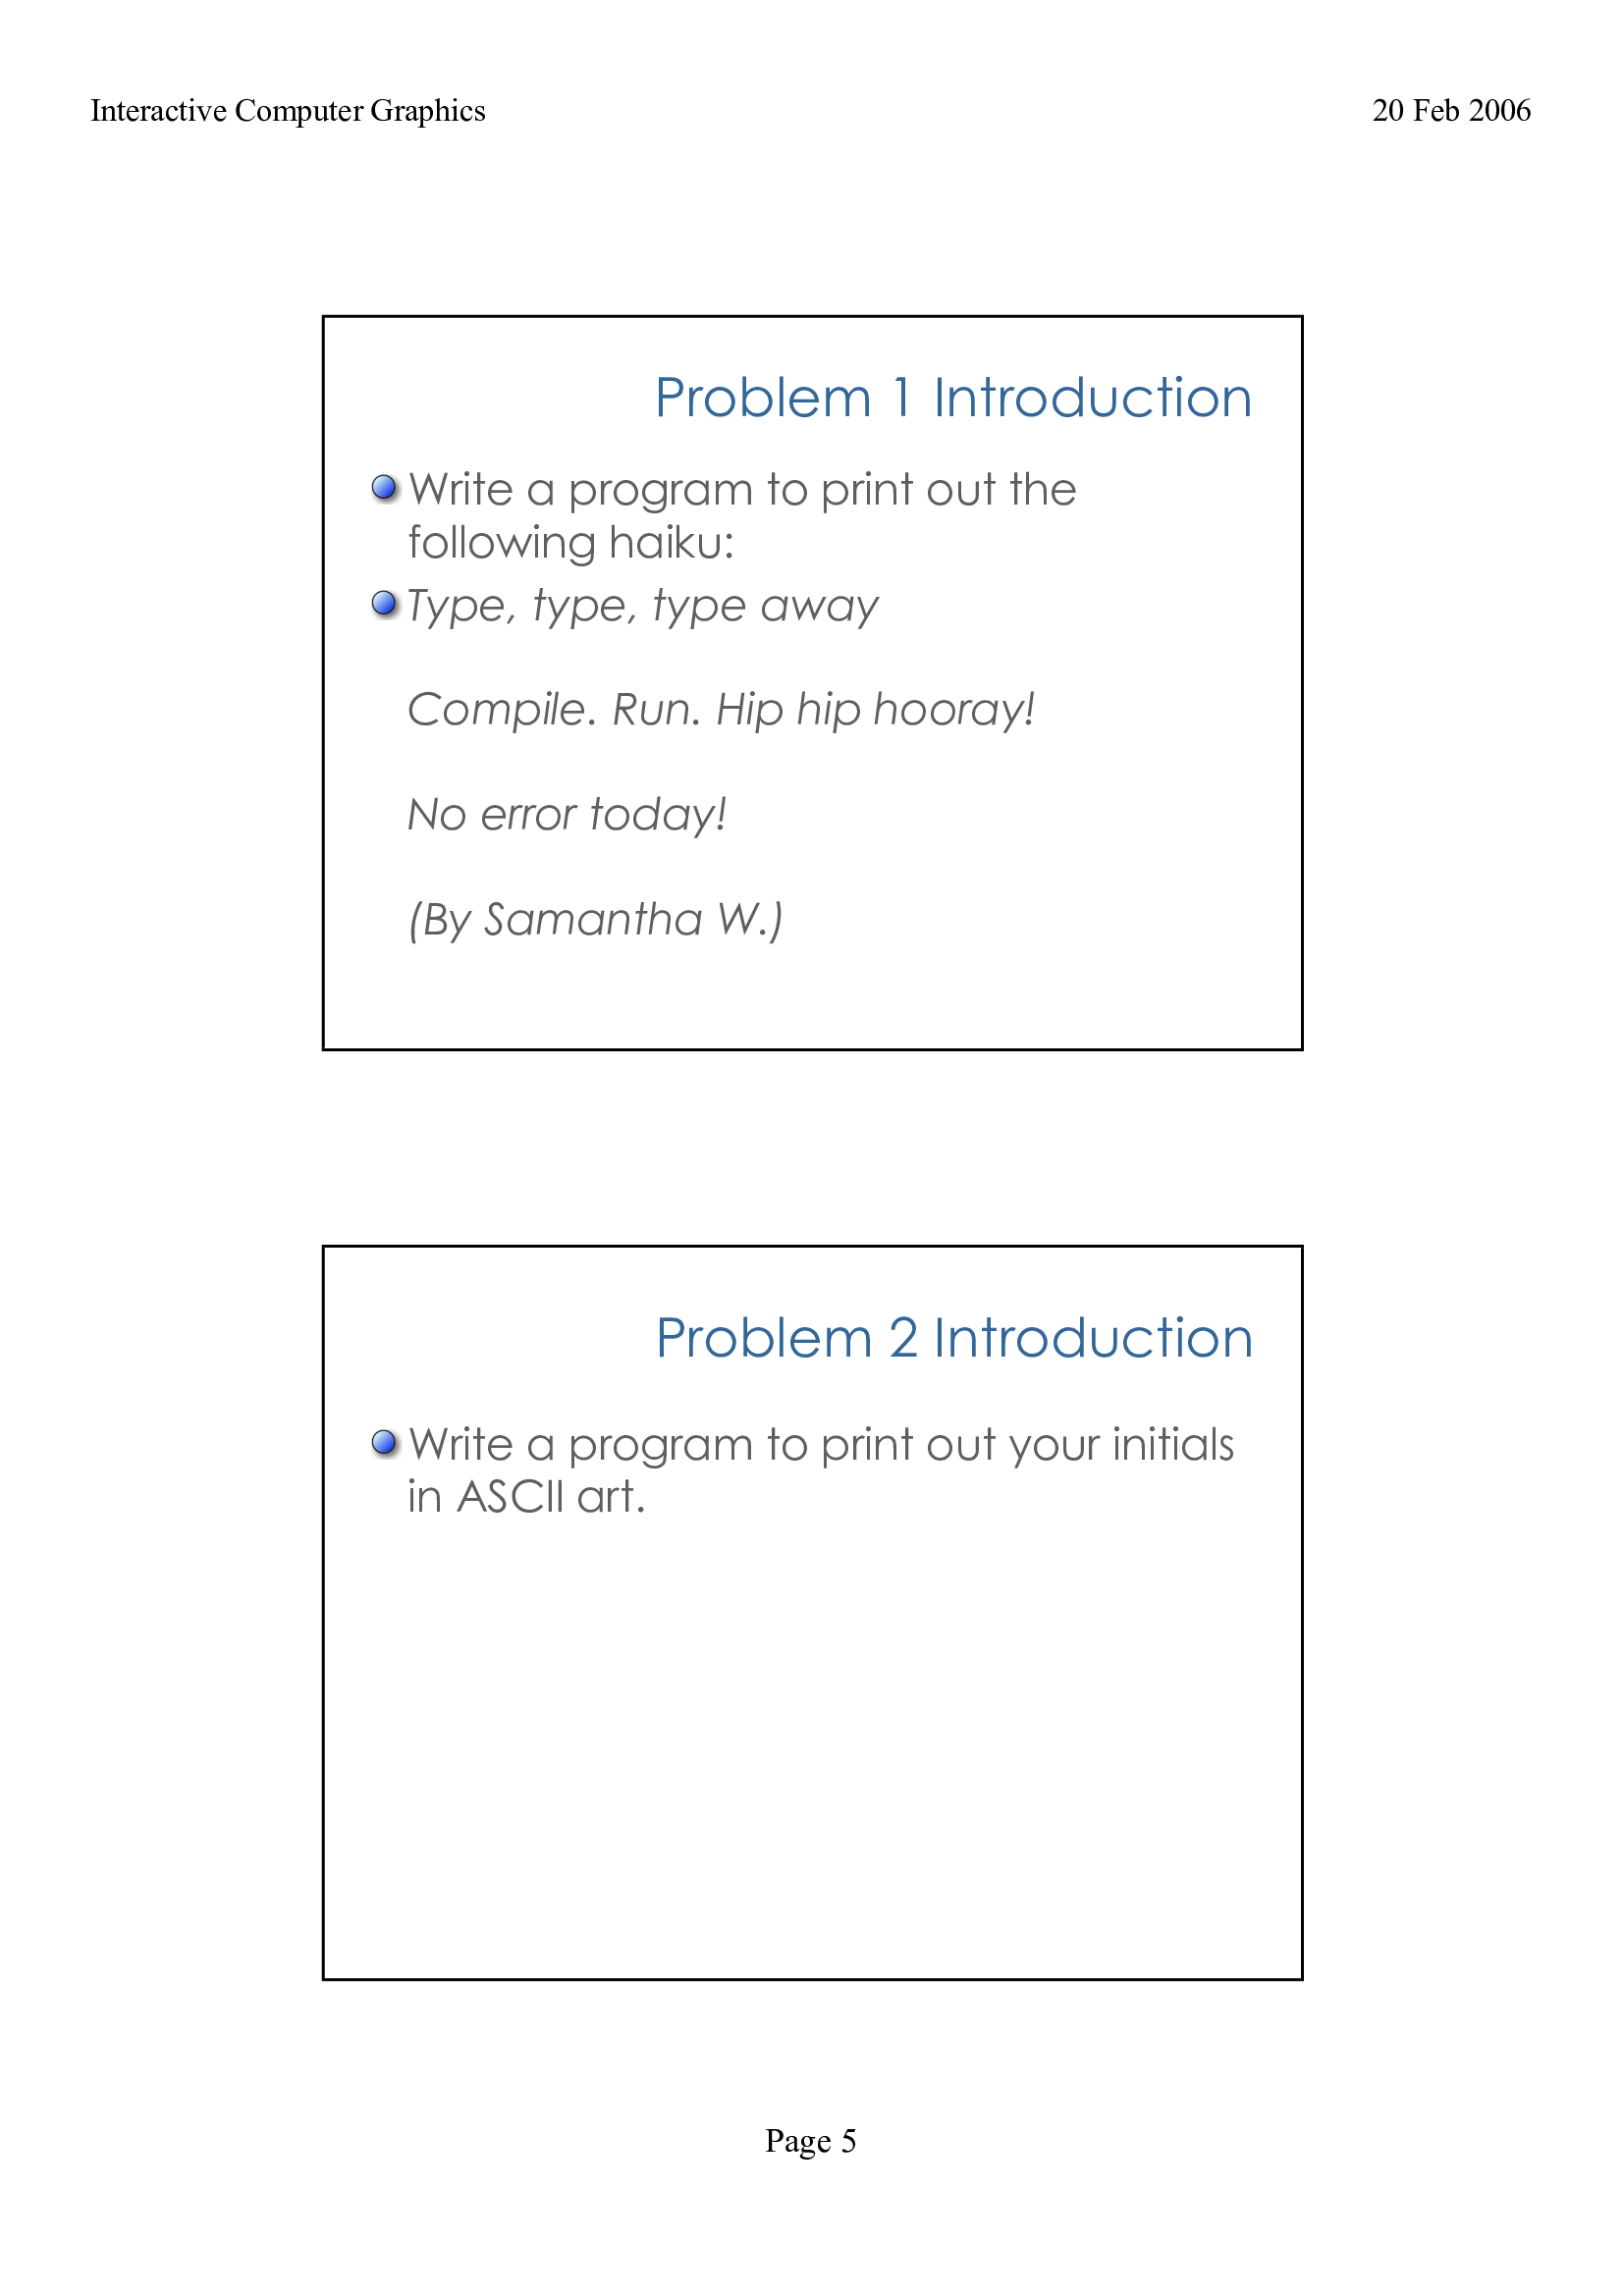 Interactive Computer Graphics
20 Feb 2006
Problem 1 Introduction
Write a program to print out the
following haiku:
Type, type, type away
Compile. Run. Hip hip hooray!
No error today!
(By Samantha W.)
Problem 2 Introduction
Write a program to print out your initials
in ASCII art.
Page 5